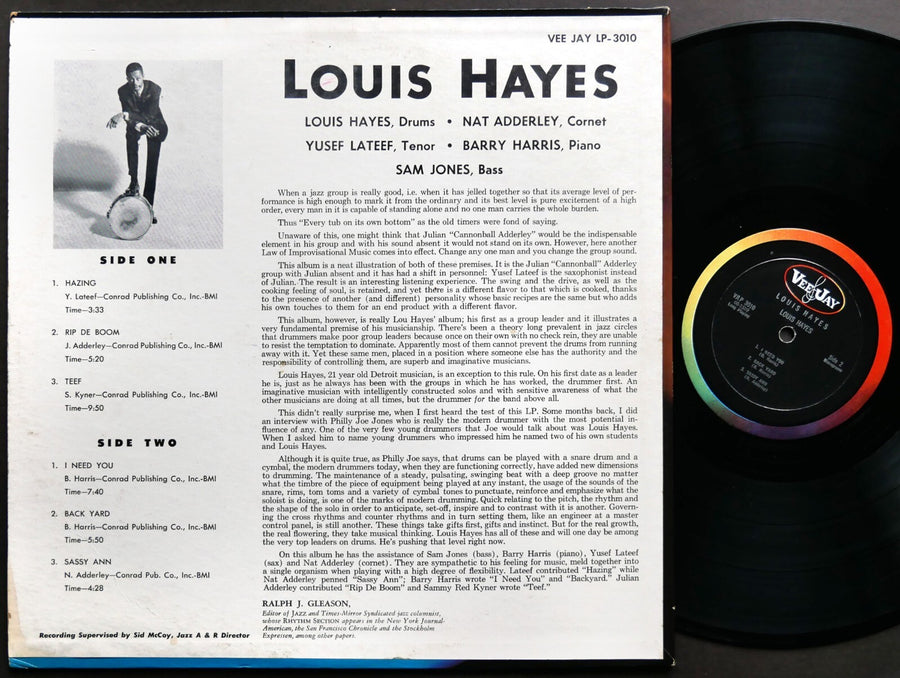 VEE JAY LP-3010
LOUIS HAYES
LOUIS HAYES, Drums • NAT ADDERLEY, Cornet
YUSEF LATEEF, Tenor • BARRY HARRIS, Piano
SAM JONES, Bass
SIDE ONE
1. HAZING
Y. Lateef—Conrad Publishing Co., Inc.-BMI
Time—3:33
2. RIP DE BOOM
J. Adderley—Conrad Publishing Co., Inc.-BMI
Time—5:20
3. TEEF
S. Kyner—Conrad Publishing Co., Inc.-BMI
Time—9:50
SIDE TWO
1. I NEED YOU
B. Harris—Conrad Publishing Co., Inc.-BMI
Time—7:40
2. BACK YARD
B. Harris—Conrad Publishing Co., Inc.-BMI
Time—5:50
3. SASSY ANN
N. Adderley—Conrad Pub. Co., Inc.—BMI
Time—4:28
Recording Supervised by Sid McCoy, Jazz A & R Director
When a jazz group is really good, i.e. when it has jelled together so that its average level of per-
formance is high enough to mark it from the ordinary and its best level is pure excitement of a high
order, every man in it is capable of standing alone and no one man carries the whole burden.
Thus "Every tub on its own bottom" as the old timers were fond of saying.
Unaware of this, one might think that Julian "Cannonball Adderley" would be the indispensable
element in his group and with his sound absent it would not stand on its own. However, here another
Law of Improvisational Music comes into effect. Change any one man and you change the group sound.
This album is a neat illustration of both of these premises. It is the Julian "Cannonball" Adderley
group with Julian absent and it has had a shift in personnel: Yusef Lateef is the saxophonist instead
of Julian. The result is an interesting listening experience. The swing and the drive, as well as the
cooking feeling of soul, is retained, and yet there is a different flavor to that which is cooked, thanks
to the presence of another (and different) personality whose basic recipes are the same but who adds
his own touches to them for an end product with a different flavor.
This album, however, is really Lou Hayes' album; his first as a group leader and it illustrates a
very fundamental premise of his musicianship. There's been a theory long prevalent in jazz circles
that drummers make poor group leaders because once on their own with no check rein, they are unable
to resist the temptation to dominate. Apparently most of them cannot prevent the drums from running
away with it. Yet these same men, placed in a position where someone else has the authority and the
responsibility of controlling them, are superb and imaginative musicians.
Louis Hayes, 21 year old Detroit musician, is an exception to this rule. On his first date as a leader
he is, just as he always has been with the groups in which he has worked, the drummer first. An
imaginative musician with intelligently constructed solos and with sensitive awareness of what the
other musicians are doing at all times, but the drummer for the band above all.
This didn't really surprise me, when I first heard the test of this LP. Some months back, I did
an interview with Philly Joe Jones who is really the modern drummer with the most potential in-
fluence of any. One of the very few young drummers that Joe would talk about was Louis Hayes.
When I asked him to name young drummers who impressed him he named two of his own students
and Louis Hayes.
Although it is quite true, as Philly Joe says, that drums can be played with a snare drum and a
cymbal, the modern drummers today, when they are functioning correctly, have added new dimensions
to drumming. The maintenance of a steady, pulsating, swinging beat with a deep groove no matter
what the timbre of the piece of equipment being played at any instant, the usage of the sounds of the
snare, rims, tom toms and a variety of cymbal tones to punctuate, reinforce and emphasize what the
soloist is doing, is one of the marks of modern drumming. Quick relating to the pitch, the rhythm and
the shape of the solo in order to anticipate, set-off, inspire and to contrast with it is another. Govern-
ing the cross rhythms and counter rhythms and in turn setting them, like an engineer at a master
control panel, is still another. These things take gifts first, gifts and instinct. But for the real growth,
the real flowering, they take musical thinking. Louis Hayes has all of these and will one day be among
the very top leaders on drums. He's pushing that level right now.
On this album he has the assistance of Sam Jones (bass), Barry Harris (piano), Yusef Lateef
(sax) and Nat Adderley (cornet). They are sympathetic to his feeling for music, meld together into
a single organism when playing with a high degree of flexibility. Lateef contributed "Hazing" while
Nat Adderley penned "Sassy Ann"; Barry Harris wrote "I Need You" and "Backyard." Julian
Adderley contributed "Rip De Boom" and Sammy Red Kyner wrote "Teef."
RALPH J. GLEASON,
Editor of JAZZ and Times-Mirror Syndicated jazz columnist,
whose RHYTHM SECTION appears in the New York Journal-
American, the San Francisco Chronicle and the Stockholm
Expressen, among other papers.
VEE JAY
LOUIS HAYES
LOUIS HAYES
VLP 3010
Long Playing
Side 2
1. I NEED YOU
(B. Harris)
2. BACK YARD
(B. Harris)
3. SASSY ANN
(N. Adderley)